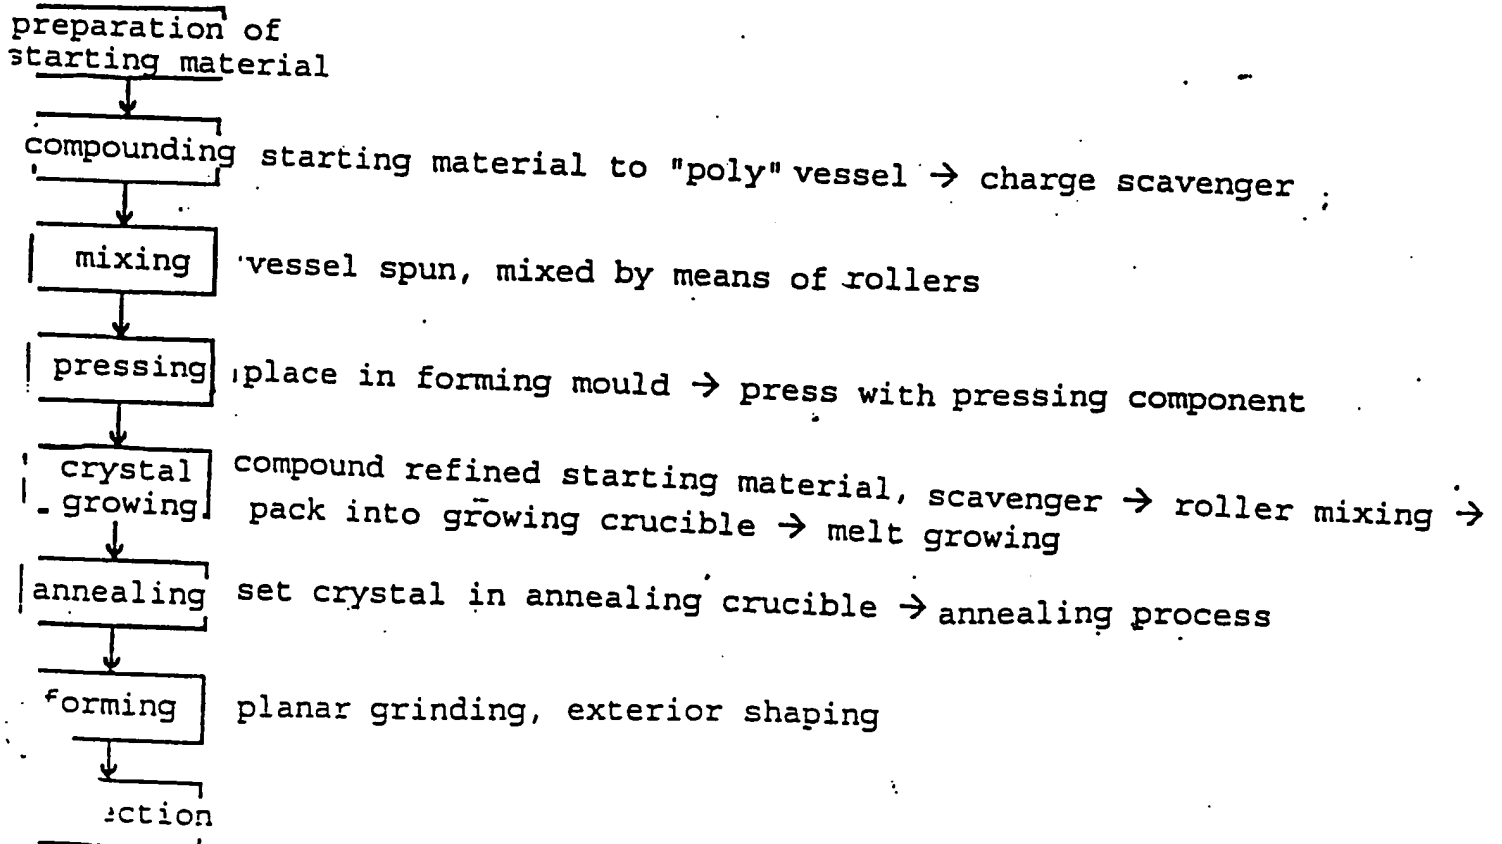 preparation of
starting material
compounding starting material to "poly" vessel → charge scavenger ;
mixing vessel spun, mixed by means of rollers
pressing place in forming mould → press with pressing component
crystal growing compound refined starting material, scavenger → roller mixing →
pack into growing crucible → melt growing
annealing set crystal in annealing crucible → annealing process
forming planar grinding, exterior shaping